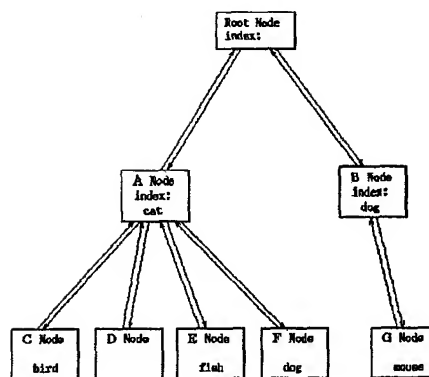 Root Node
index:
A Node
index:
cat
B Node
index:
dog
C Node
bird
D Node
E Node
fish
F Node
dog
G Node
mouse